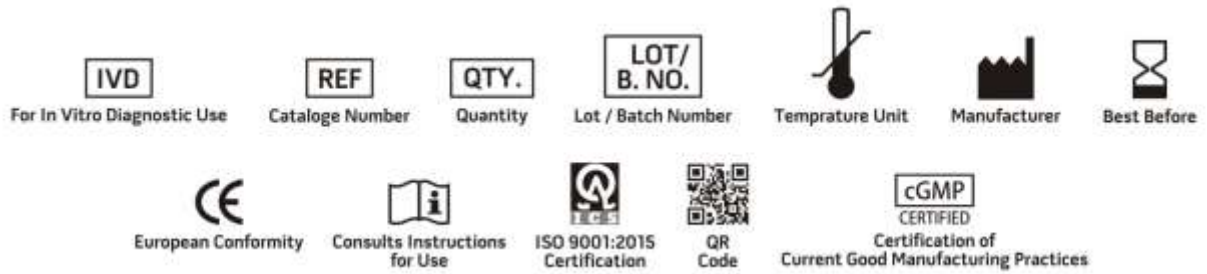 IVD
For In Vitro Diagnostic Use
REF
Cataloge Number
QTY.
Quantity
LOT/
B. NO.
Lot / Batch Number
Temprature Unit
Manufacturer
Best Before
CE
European Conformity
i
Consults Instructions
for Use
ICS
ISO 9001:2015
Certification
QR
Code
cGMP
CERTIFIED
Certification of
Current Good Manufacturing Practices